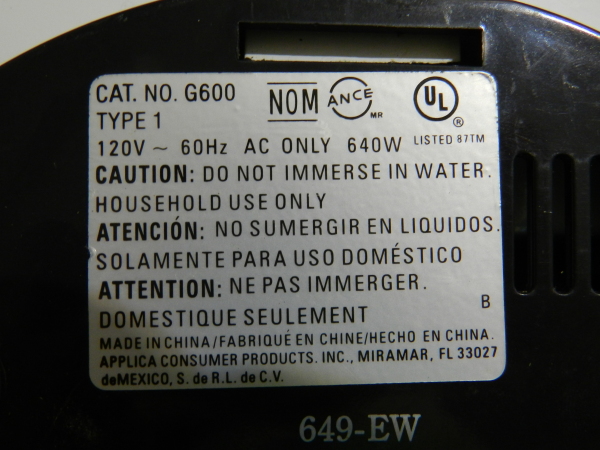 CAT. NO. G600 NOM ANCE MR UL ®
TYPE 1
120V ~ 60Hz AC ONLY 640W LISTED 87TM
CAUTION: DO NOT IMMERSE IN WATER.
HOUSEHOLD USE ONLY
ATENCIÓN: NO SUMERGIR EN LIQUIDOS.
SOLAMENTE PARA USO DOMÉSTICO
ATTENTION: NE PAS IMMERGER.
DOMESTIQUE SEULEMENT B
MADE IN CHINA/FABRIQUÉ EN CHINE/HECHO EN CHINA.
APPLICA CONSUMER PRODUCTS. INC., MIRAMAR, FL 33027
deMEXICO, S. de R.L. de C.V.
649-EW